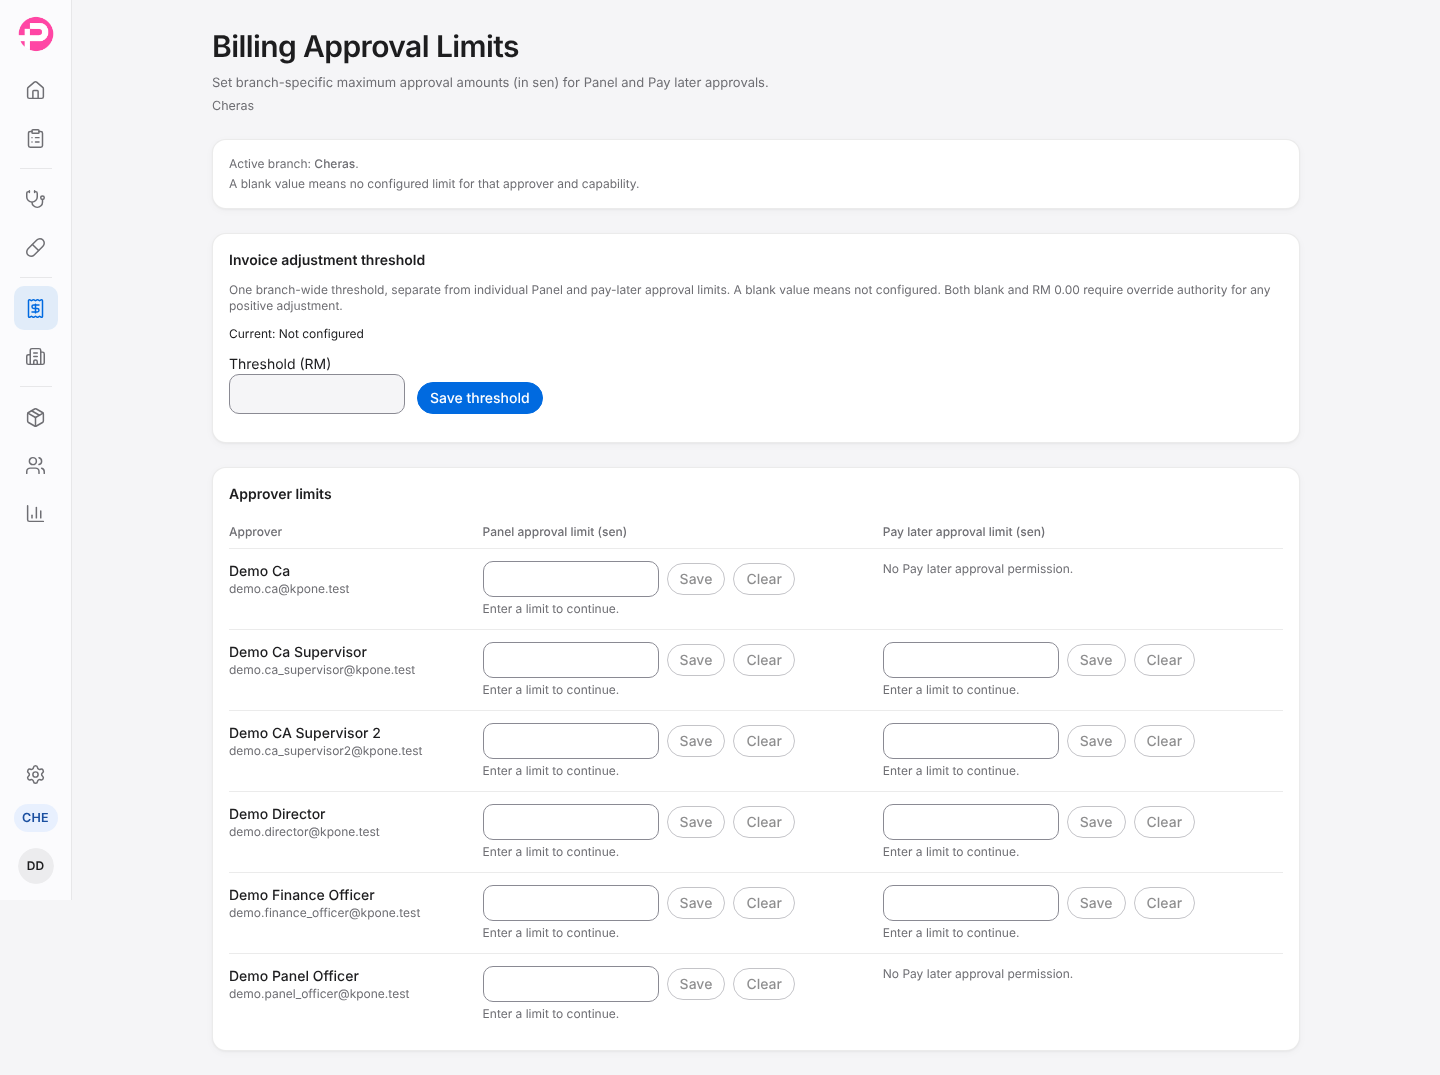 Billing Approval Limits
Set branch-specific maximum approval amounts (in sen) for Panel and Pay later approvals.
Cheras
Active branch: Cheras.
A blank value means no configured limit for that approver and capability.
Invoice adjustment threshold
One branch-wide threshold, separate from individual Panel and pay-later approval limits. A blank value means not configured. Both blank and RM 0.00 require override authority for any
positive adjustment.
Current: Not configured
Threshold (RM)
Save threshold
Approver limits
Approver Panel approval limit (sen) Pay later approval limit (sen)
Demo Ca
demo.ca@kpone.test
Save Clear
Enter a limit to continue.
No Pay later approval permission.
Demo Ca Supervisor
demo.ca_supervisor@kpone.test
Save Clear
Enter a limit to continue.
Save Clear
Enter a limit to continue.
Demo CA Supervisor 2
demo.ca_supervisor2@kpone.test
Save Clear
Enter a limit to continue.
Save Clear
Enter a limit to continue.
Demo Director
demo.director@kpone.test
Save Clear
Enter a limit to continue.
Save Clear
Enter a limit to continue.
Demo Finance Officer
demo.finance_officer@kpone.test
Save Clear
Enter a limit to continue.
Save Clear
Enter a limit to continue.
Demo Panel Officer
demo.panel_officer@kpone.test
Save Clear
Enter a limit to continue.
No Pay later approval permission.
CHE
DD